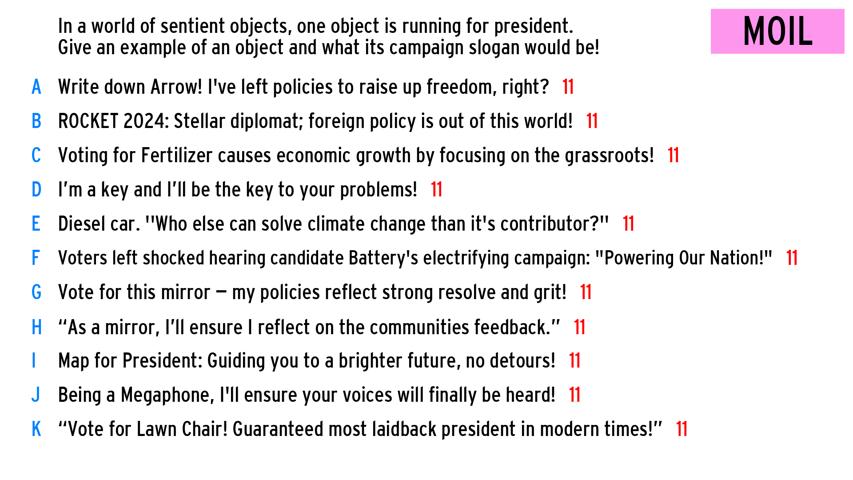 In a world of sentient objects, one object is running for president.
Give an example of an object and what its campaign slogan would be!
MOIL
A Write down Arrow! I've left policies to raise up freedom, right? 11
B ROCKET 2024: Stellar diplomat; foreign policy is out of this world! 11
C Voting for Fertilizer causes economic growth by focusing on the grassroots! 11
D I'm a key and I'll be the key to your problems! 11
E Diesel car. "Who else can solve climate change than it's contributor?" 11
F Voters left shocked hearing candidate Battery's electrifying campaign: "Powering Our Nation!" 11
G Vote for this mirror – my policies reflect strong resolve and grit! 11
H “As a mirror, I’ll ensure I reflect on the communities feedback.” 11
I Map for President: Guiding you to a brighter future, no detours! 11
J Being a Megaphone, I'll ensure your voices will finally be heard! 11
K “Vote for Lawn Chair! Guaranteed most laidback president in modern times!” 11